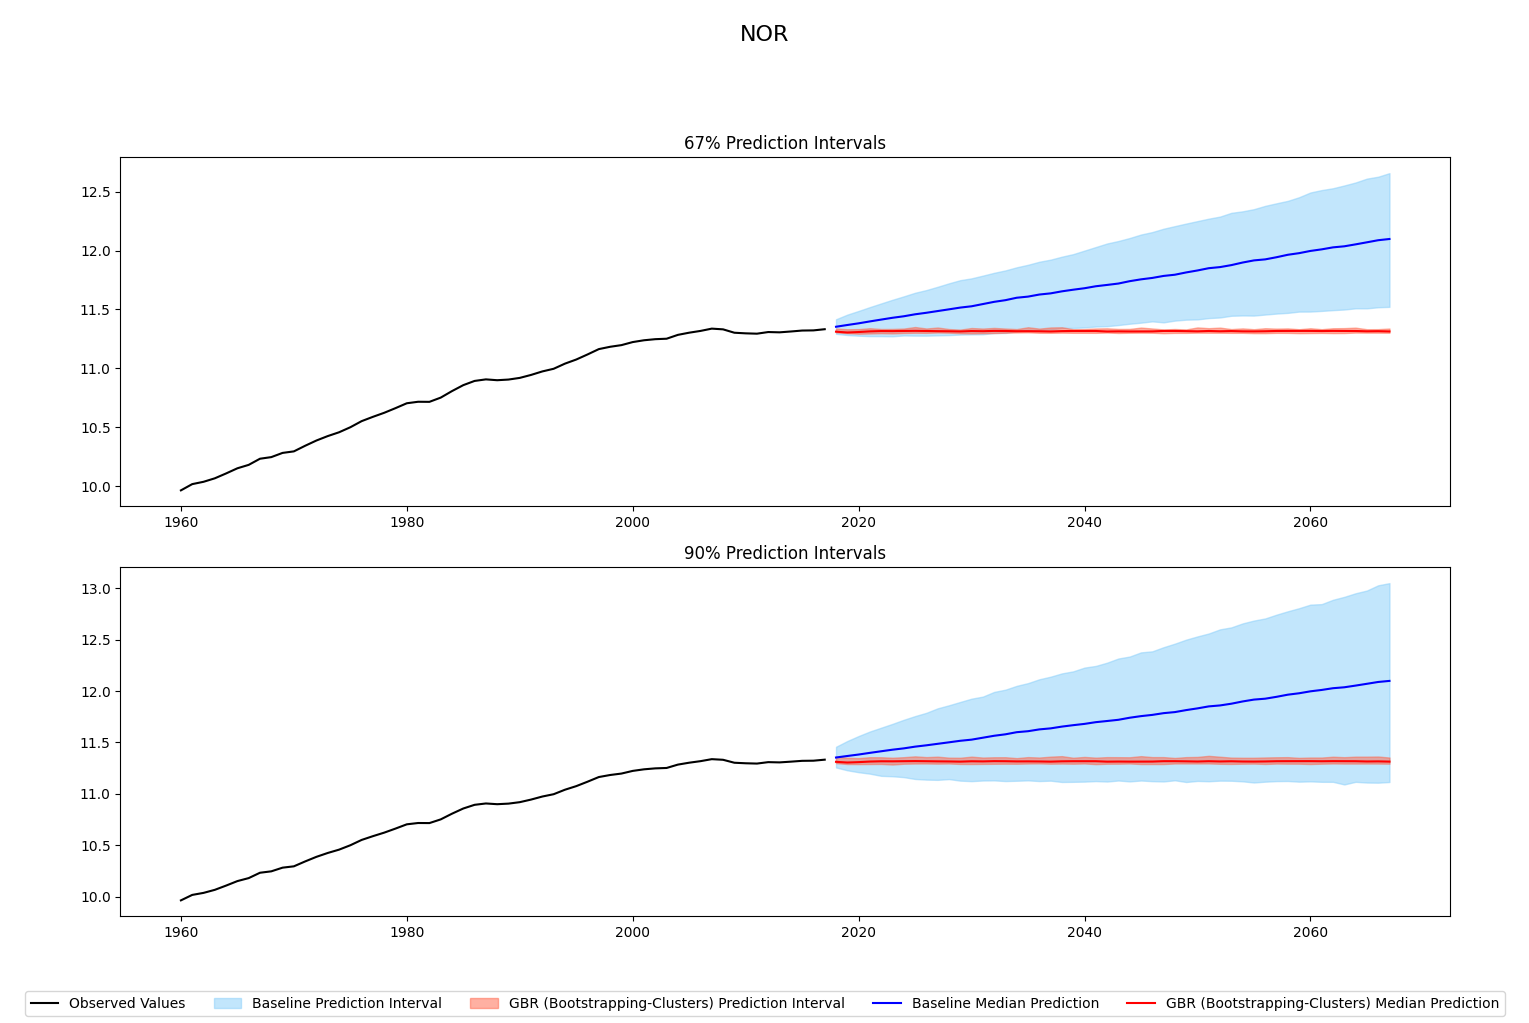 NOR
67% Prediction Intervals
12.5
12.0
11.5
11.0
10.5
10.0
1960 1980 2000 2020 2040 2060
90% Prediction Intervals
13.0
12.5
12.0
11.5
11.0
10.5
10.0
1960 1980 2000 2020 2040 2060
Observed Values Baseline Prediction Interval GBR (Bootstrapping-Clusters) Prediction Interval Baseline Median Prediction GBR (Bootstrapping-Clusters) Median Prediction